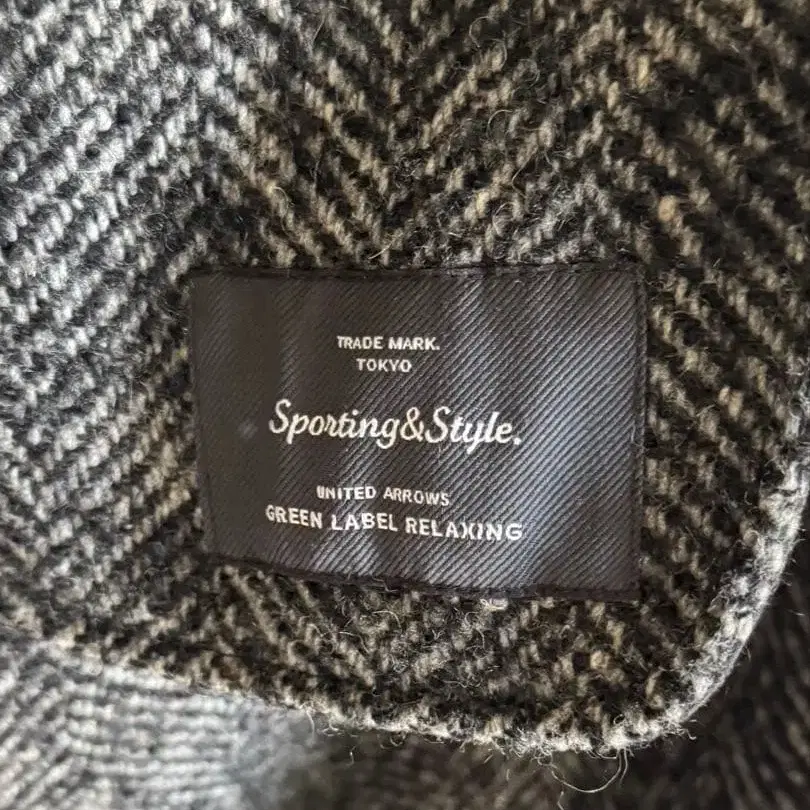 TRADE MARK.
TOKYO
Sporting&Style.
UNITED ARROWS
GREEN LABEL RELAXING